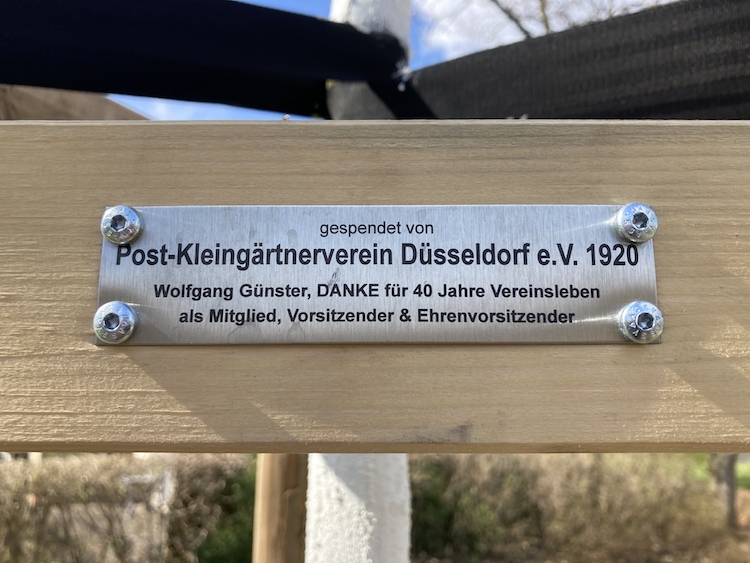 gespendet von
Post-Kleingärtnerverein Düsseldorf e.V. 1920
Wolfgang Günster, DANKE für 40 Jahre Vereinsleben
als Mitglied, Vorsitzender & Ehrenvorsitzender